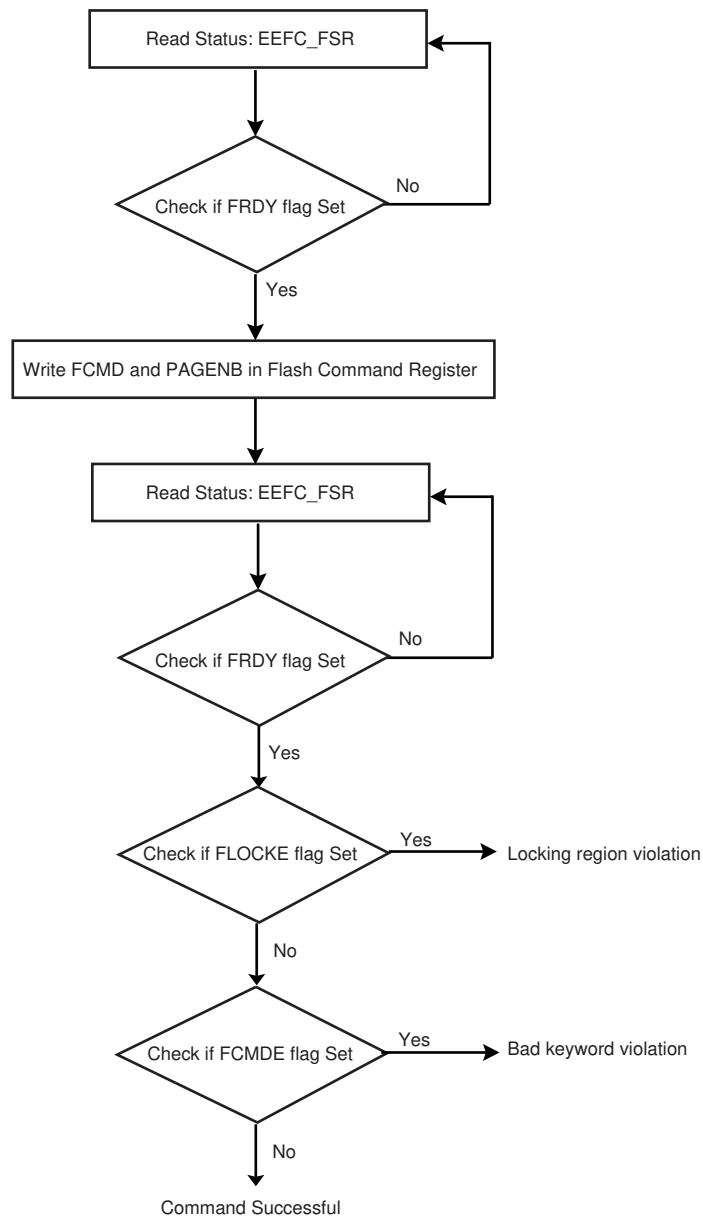 Read Status: EEFC_FSR
No
Check if FRDY flag Set
Yes
Write FCMD and PAGENB in Flash Command Register
Read Status: EEFC_FSR
No
Check if FRDY flag Set
Yes
Yes
Check if FLOCKE flag Set
Locking region violation
No
Yes
Check if FCMDE flag Set
Bad keyword violation
No
Command Successful